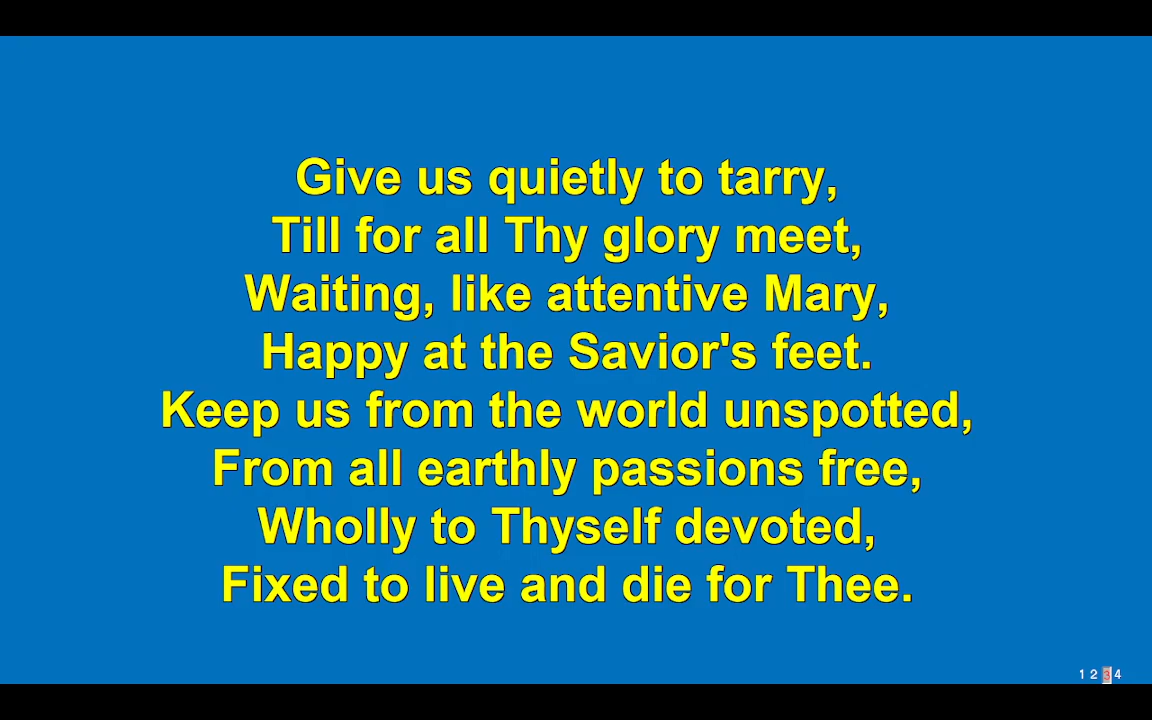 Give us quietly to tarry,
Till for all Thy glory meet,
Waiting, like attentive Mary,
Happy at the Savior's feet.
Keep us from the world unspotted,
From all earthly passions free,
Wholly to Thyself devoted,
Fixed to live and die for Thee.
1 2 3 4